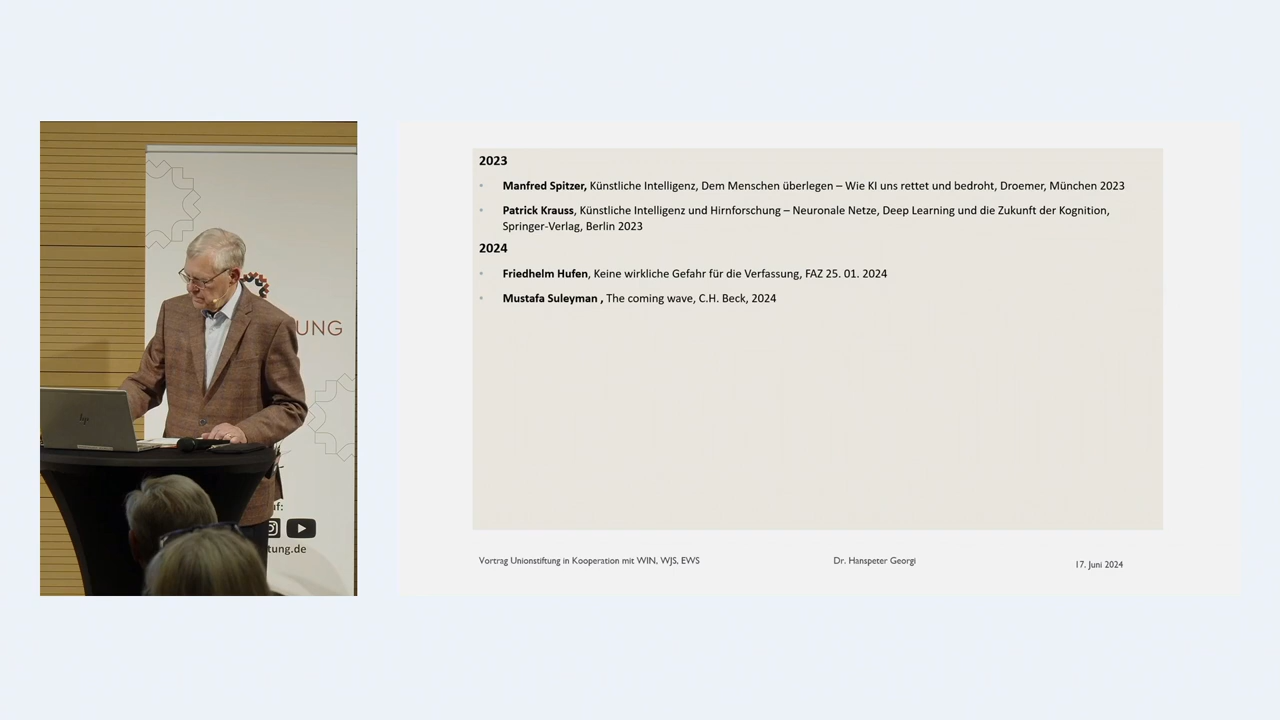 2023
Manfred Spitzer, Künstliche Intelligenz, Dem Menschen überlegen – Wie KI uns rettet und bedroht, Droemer, München 2023
Patrick Krauss, Künstliche Intelligenz und Hirnforschung – Neuronale Netze, Deep Learning und die Zukunft der Kognition,
Springer-Verlag, Berlin 2023
2024
Friedhelm Hufen, Keine wirkliche Gefahr für die Verfassung, FAZ 25. 01. 2024
Mustafa Suleyman , The coming wave, C.H. Beck, 2024
Vortrag Unionstiftung in Kooperation mit WIN, WJS, EWS
Dr. Hanspeter Georgi
17. Juni 2024
UNG
uf:
tung.de
hp